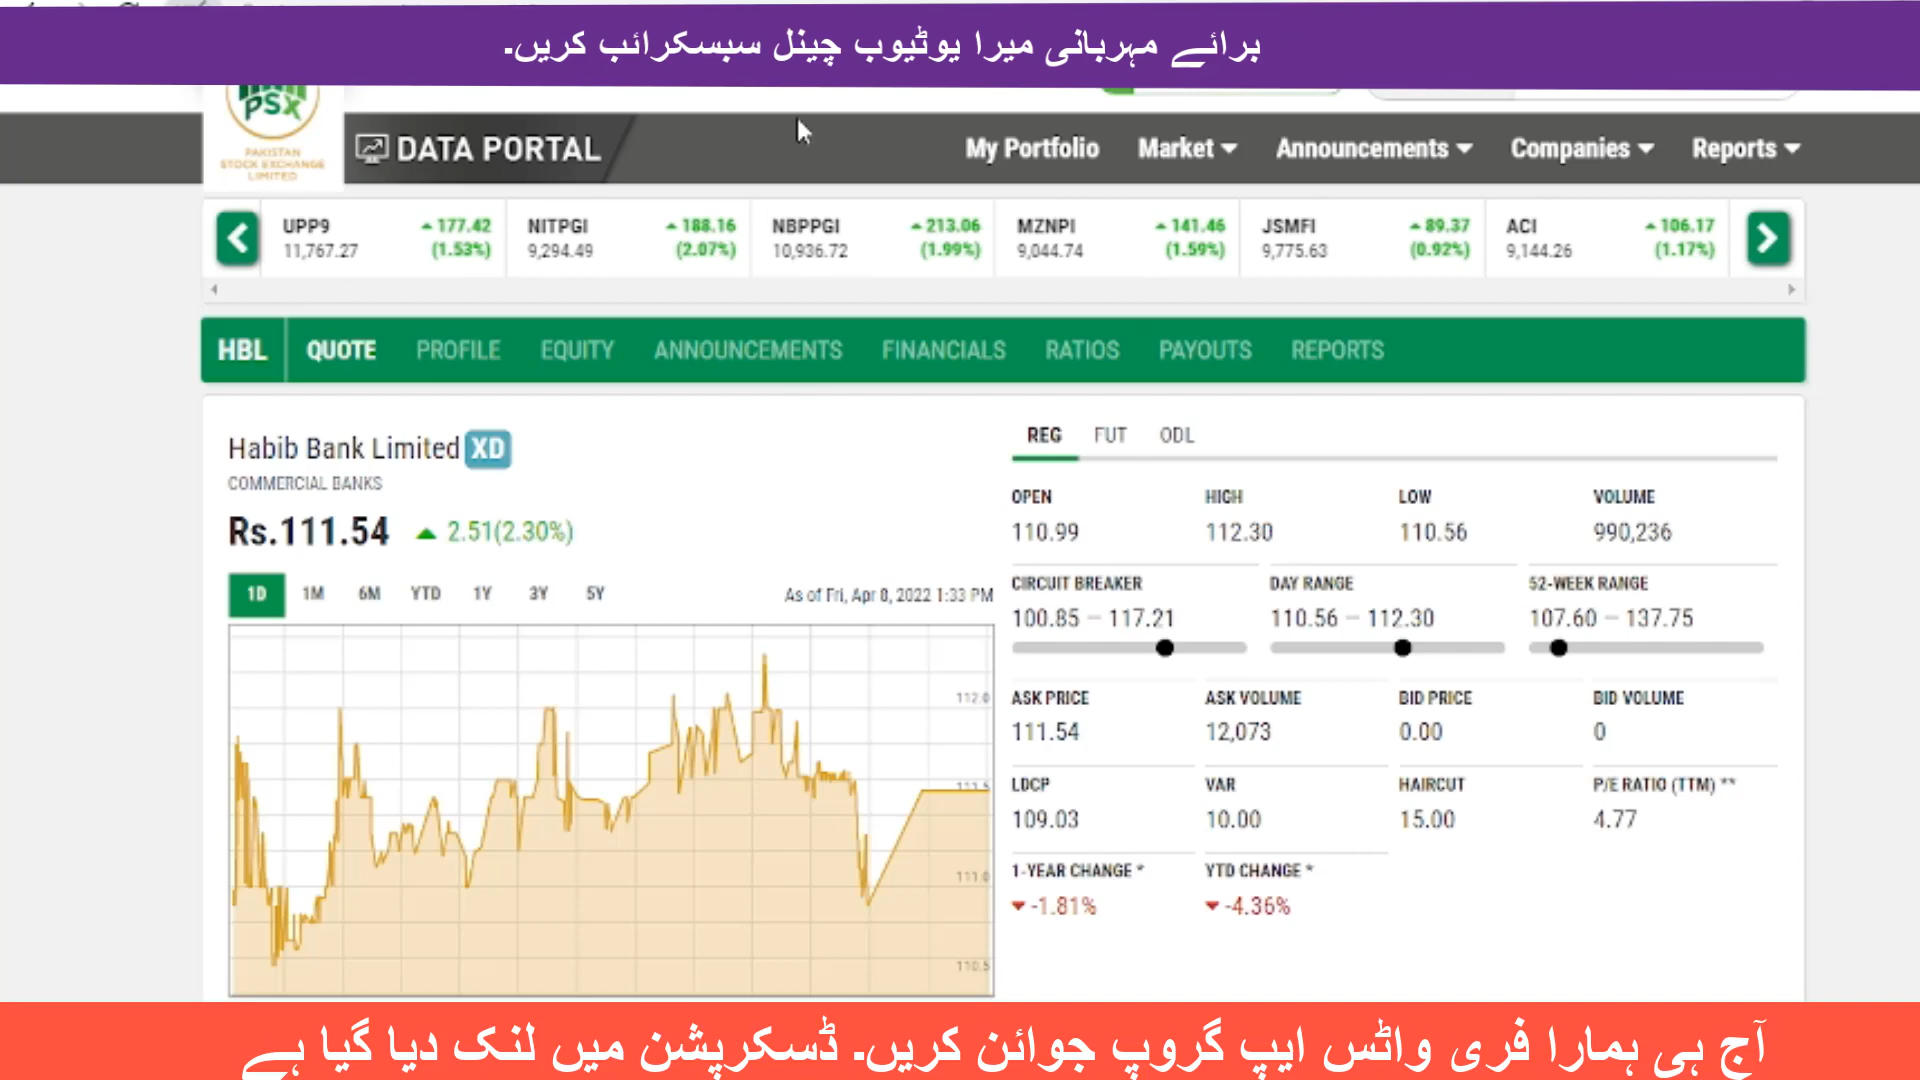 برائے مہربانی میرا یوٹیوب چینل سبسکرائب کریں۔
PSX
PAKISTAN
STOCK EXCHANGE
LIMITED
DATA PORTAL
My Portfolio Market Announcements Companies Reports
UPP9 177.42 NITPGI 188.16 NBPPGI 213.06 MZNPI 141.46 JSMFI 89.37 ACI 106.17
11,767.27 (1.53%) 9,294.49 (2.07%) 10,936.72 (1.99%) 9,044.74 (1.59%) 9,775.63 (0.92%) 9,144.26 (1.17%)
HBL QUOTE PROFILE EQUITY ANNOUNCEMENTS FINANCIALS RATIOS PAYOUTS REPORTS
Habib Bank Limited XD
COMMERCIAL BANKS
Rs.111.54 2.51(2.30%)
1D 1M 6M YTD 1Y 3Y 5Y
As of Fri, Apr 8, 2022 1:33 PM
112.0
111.5
111.0
110.5
REG FUT ODL
OPEN HIGH LOW VOLUME
110.99 112.30 110.56 990,236
CIRCUIT BREAKER DAY RANGE 52-WEEK RANGE
100.85 — 117.21 110.56 — 112.30 107.60 — 137.75
ASK PRICE ASK VOLUME BID PRICE BID VOLUME
111.54 12,073 0.00 0
LDCP VAR HAIRCUT P/E RATIO (TTM) **
109.03 10.00 15.00 4.77
1-YEAR CHANGE * YTD CHANGE *
-1.81% -4.36%
آج ہی ہمارا فری واٹس ایپ گروپ جوائن کریں۔ ڈسکرپشن میں لنک دیا گیا ہے